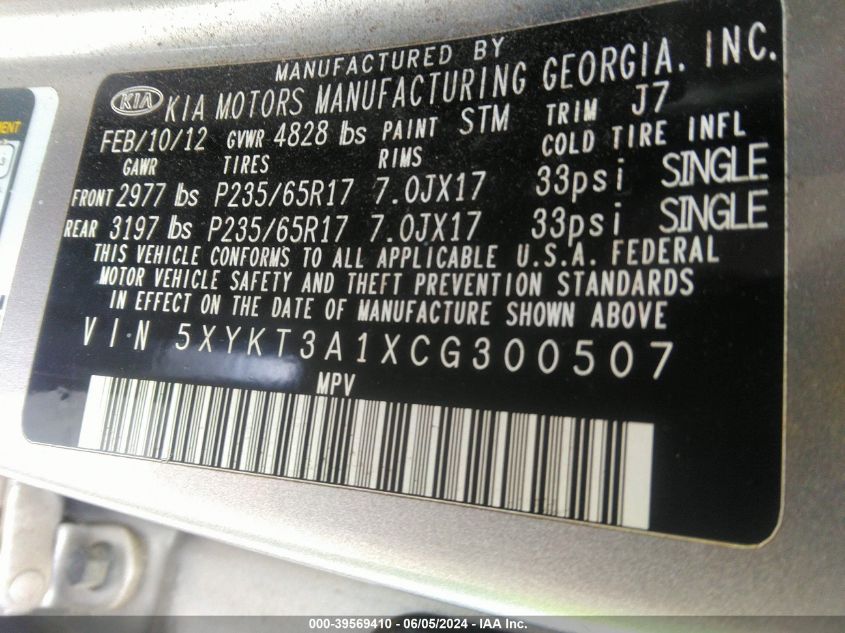 MANUFACTURED BY
KIA KIA MOTORS MANUFACTURING GEORGIA. INC.
FEB/10/12 GVWR 4828 lbs PAINT STM TRIM J7
GAWR TIRES RIMS COLD TIRE INFL
FRONT 2977 lbs P235/65R17 7.0JX17 33psi SINGLE
REAR 3197 lbs P235/65R17 7.0JX17 33psi SINGLE
THIS VEHICLE CONFORMS TO ALL APPLICABLE U.S.A. FEDERAL
MOTOR VEHICLE SAFETY AND THEFT PREVENTION STANDARDS
IN EFFECT ON THE DATE OF MANUFACTURE SHOWN ABOVE
VIN 5XYKT3A1XCG300507
MPV
000-39569410 - 06/05/2024 - IAA Inc.